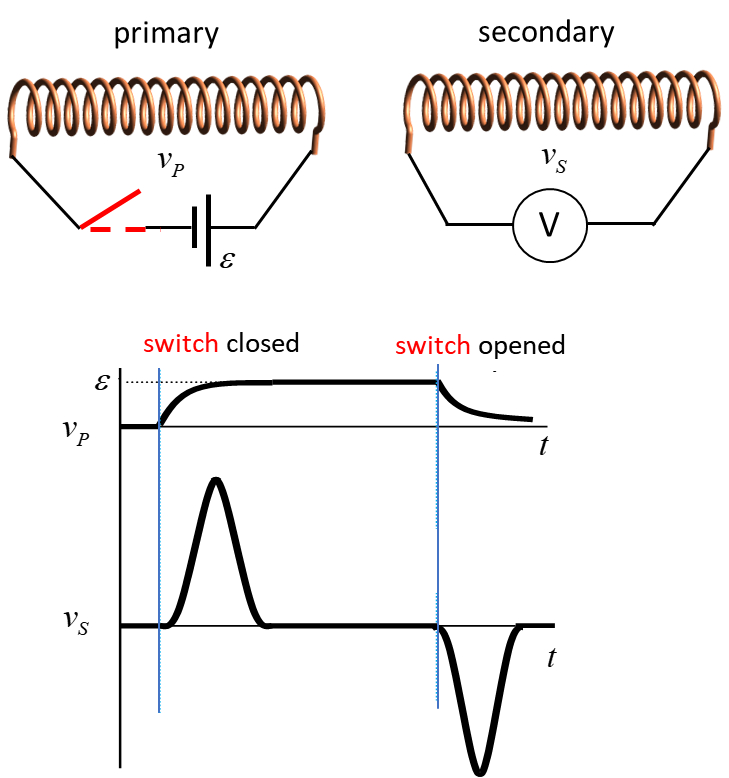 primary
secondary
v_P
v_S
V
ε
switch closed
switch opened
ε
v_P
t
v_S
t